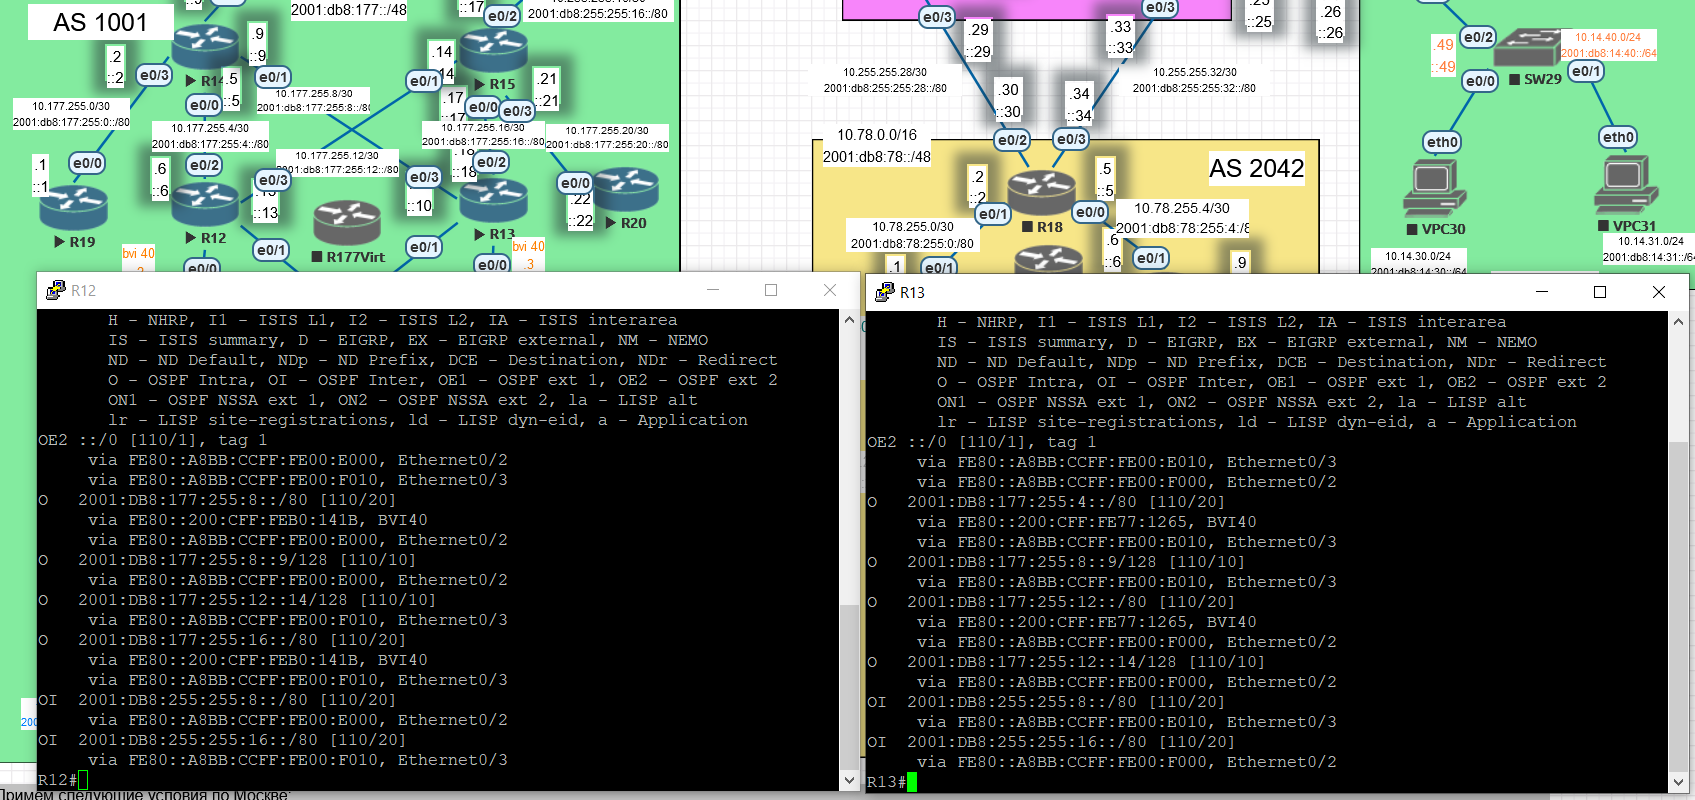 AS 1001
2001:db8:177::/48
::17
e0/2
2001:db8:255:255:16::/80
.2
::2
.9
::9
R14
e0/3
e0/1
.5
::5
e0/0
.14
e0/1
R15
.21
::21
.17
e0/0
e0/3
10.177.255.0/30
2001:db8:177:255:0::/80
10.177.255.8/30
2001:db8:177:255:8::/80
10.177.255.4/30
2001:db8:177:255:4::/80
10.177.255.16/30
2001:db8:177:255:16::/80
10.177.255.20/30
2001:db8:177:255:20::/80
10.177.255.12/30
2001:db8:177:255:12::/80
.1
::1
e0/0
.6
::6
e0/2
e0/3
::13
e0/3
::10
e0/2
::18
e0/0
.22
::22
R19
R12
R177Virt
R13
R20
e0/1
e0/1
bvi 40
e0/0
e0/0
bvi 40
.3
e0/3
.29
::29
e0/3
.33
::33
::25
.26
::26
10.255.255.28/30
2001:db8:255:255:28::/80
10.255.255.32/30
2001:db8:255:255:32::/80
.30
::30
.34
::34
e0/2
e0/3
10.78.0.0/16
2001:db8:78::/48
AS 2042
.2
::2
.5
::5
e0/1
e0/0
R18
10.78.255.0/30
2001:db8:78:255:0::/80
10.78.255.4/30
2001:db8:78:255:4::/8
.1
e0/1
.6
::6
e0/1
.9
.49
::49
e0/2
10.14.40.0/24
2001:db8:14:40::/64
SW29
e0/0
e0/1
eth0
eth0
VPC30
VPC31
10.14.30.0/24
2001:db8:14:30::/64
10.14.31.0/24
2001:db8:14:31::/64
R12
H - NHRP, I1 - ISIS L1, I2 - ISIS L2, IA - ISIS interarea
IS - ISIS summary, D - EIGRP, EX - EIGRP external, NM - NEMO
ND - ND Default, NDp - ND Prefix, DCE - Destination, NDr - Redirect
O - OSPF Intra, OI - OSPF Inter, OE1 - OSPF ext 1, OE2 - OSPF ext 2
ON1 - OSPF NSSA ext 1, ON2 - OSPF NSSA ext 2, la - LISP alt
lr - LISP site-registrations, ld - LISP dyn-eid, a - Application
OE2 ::/0 [110/1], tag 1
via FE80::A8BB:CCFF:FE00:E000, Ethernet0/2
via FE80::A8BB:CCFF:FE00:F010, Ethernet0/3
O 2001:DB8:177:255:8::/80 [110/20]
via FE80::200:CFF:FEB0:141B, BVI40
via FE80::A8BB:CCFF:FE00:E000, Ethernet0/2
O 2001:DB8:177:255:8::9/128 [110/10]
via FE80::A8BB:CCFF:FE00:E000, Ethernet0/2
O 2001:DB8:177:255:12::14/128 [110/10]
via FE80::A8BB:CCFF:FE00:F010, Ethernet0/3
O 2001:DB8:177:255:16::/80 [110/20]
via FE80::200:CFF:FEB0:141B, BVI40
via FE80::A8BB:CCFF:FE00:F010, Ethernet0/3
OI 2001:DB8:255:255:8::/80 [110/20]
via FE80::A8BB:CCFF:FE00:E000, Ethernet0/2
OI 2001:DB8:255:255:16::/80 [110/20]
via FE80::A8BB:CCFF:FE00:F010, Ethernet0/3
R12#
R13
H - NHRP, I1 - ISIS L1, I2 - ISIS L2, IA - ISIS interarea
IS - ISIS summary, D - EIGRP, EX - EIGRP external, NM - NEMO
ND - ND Default, NDp - ND Prefix, DCE - Destination, NDr - Redirect
O - OSPF Intra, OI - OSPF Inter, OE1 - OSPF ext 1, OE2 - OSPF ext 2
ON1 - OSPF NSSA ext 1, ON2 - OSPF NSSA ext 2, la - LISP alt
lr - LISP site-registrations, ld - LISP dyn-eid, a - Application
OE2 ::/0 [110/1], tag 1
via FE80::A8BB:CCFF:FE00:E010, Ethernet0/3
via FE80::A8BB:CCFF:FE00:F000, Ethernet0/2
O 2001:DB8:177:255:4::/80 [110/20]
via FE80::200:CFF:FE77:1265, BVI40
via FE80::A8BB:CCFF:FE00:E010, Ethernet0/3
O 2001:DB8:177:255:8::9/128 [110/10]
via FE80::A8BB:CCFF:FE00:E010, Ethernet0/3
O 2001:DB8:177:255:12::/80 [110/20]
via FE80::200:CFF:FE77:1265, BVI40
via FE80::A8BB:CCFF:FE00:F000, Ethernet0/2
O 2001:DB8:177:255:12::14/128 [110/10]
via FE80::A8BB:CCFF:FE00:F000, Ethernet0/2
OI 2001:DB8:255:255:8::/80 [110/20]
via FE80::A8BB:CCFF:FE00:E010, Ethernet0/3
OI 2001:DB8:255:255:16::/80 [110/20]
via FE80::A8BB:CCFF:FE00:F000, Ethernet0/2
R13#
200
Примем следующие условия по Москве: